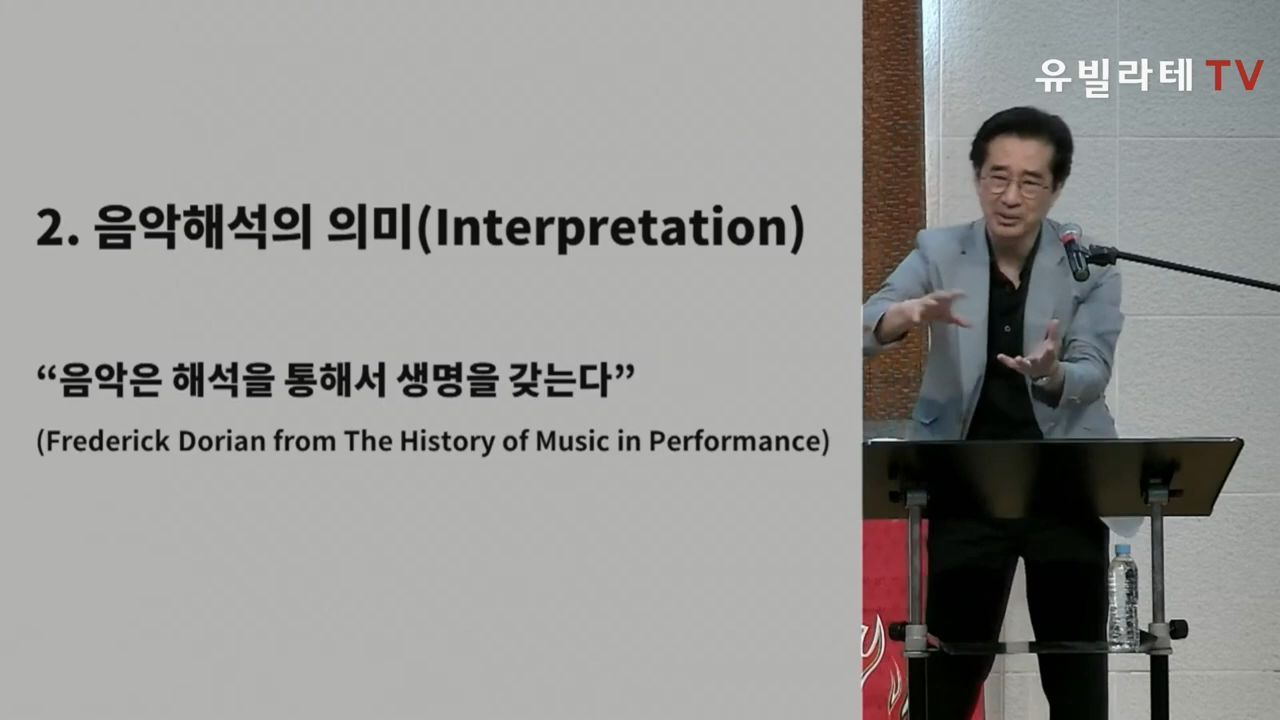 유빌라테 TV
2. 음악해석의 의미(Interpretation)
“음악은 해석을 통해서 생명을 갖는다”
(Frederick Dorian from The History of Music in Performance)